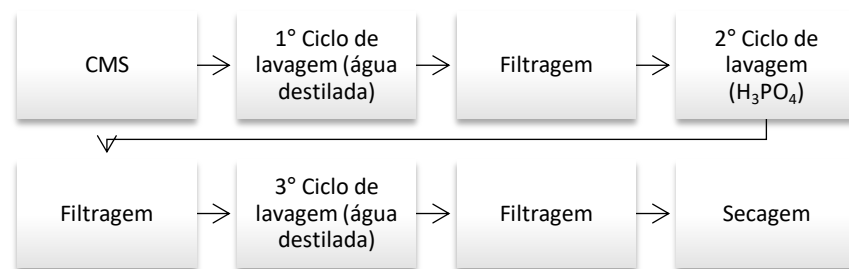 CMS
1° Ciclo de
lavagem (água
destilada)
Filtragem
2° Ciclo de
lavagem
(H₃PO₄)
Filtragem
3° Ciclo de
lavagem (água
destilada)
Filtragem
Secagem